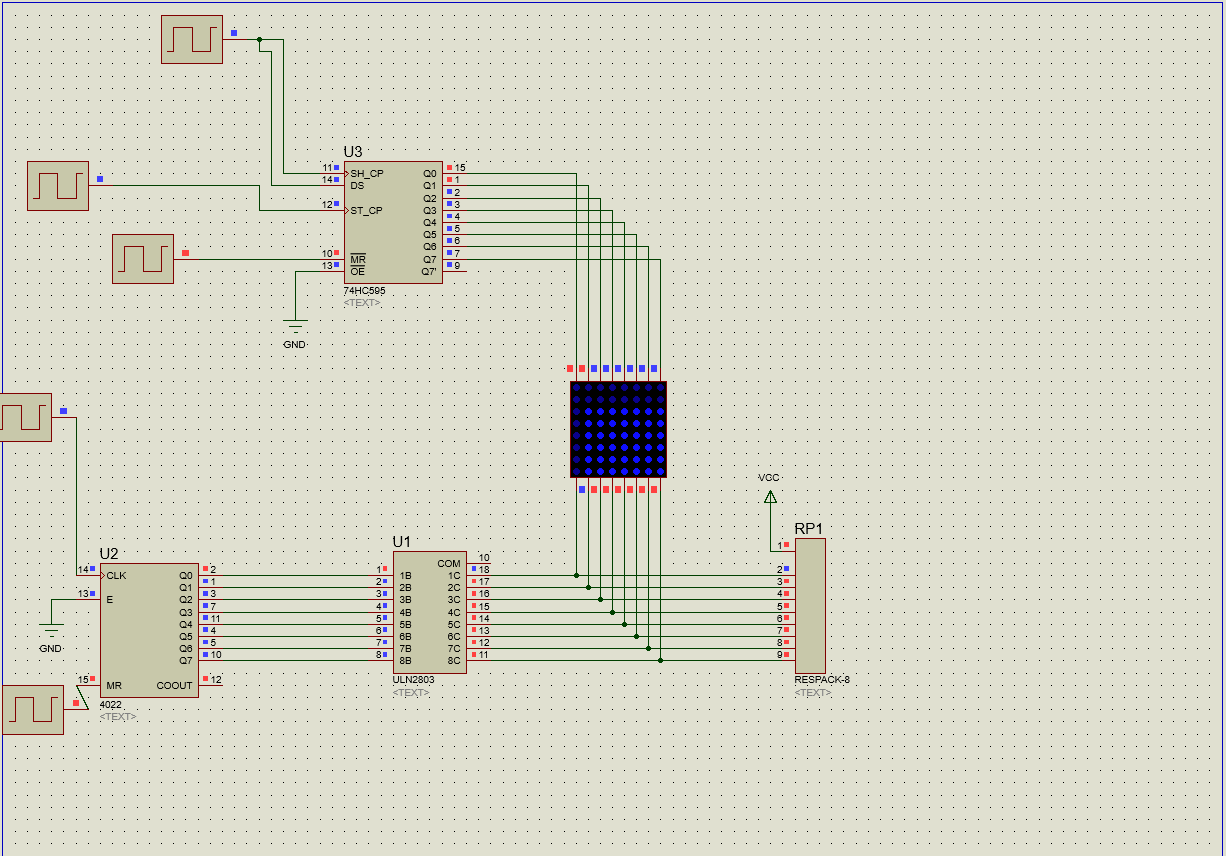 U3
11 SH_CP Q0 15
14 DS Q1 1
Q2 2
12 ST_CP Q3 3
Q4 4
Q5 5
Q6 6
10 MR Q7 7
13 OE Q7' 9
74HC595
<TEXT>
GND
VCC
RP1
1
2
3
4
5
6
7
8
9
RESPACK-8
<TEXT>
U1
COM 10
1 1B 1C 18
2 2B 2C 17
3 3B 3C 16
4 4B 4C 15
5 5B 5C 14
6 6B 6C 13
7 7B 7C 12
8 8B 8C 11
ULN2803
<TEXT>
U2
14 CLK Q0 2
Q1 1
13 E Q2 3
Q3 7
Q4 11
Q5 4
Q6 5
Q7 10
15 MR COOUT 12
4022
<TEXT>
GND